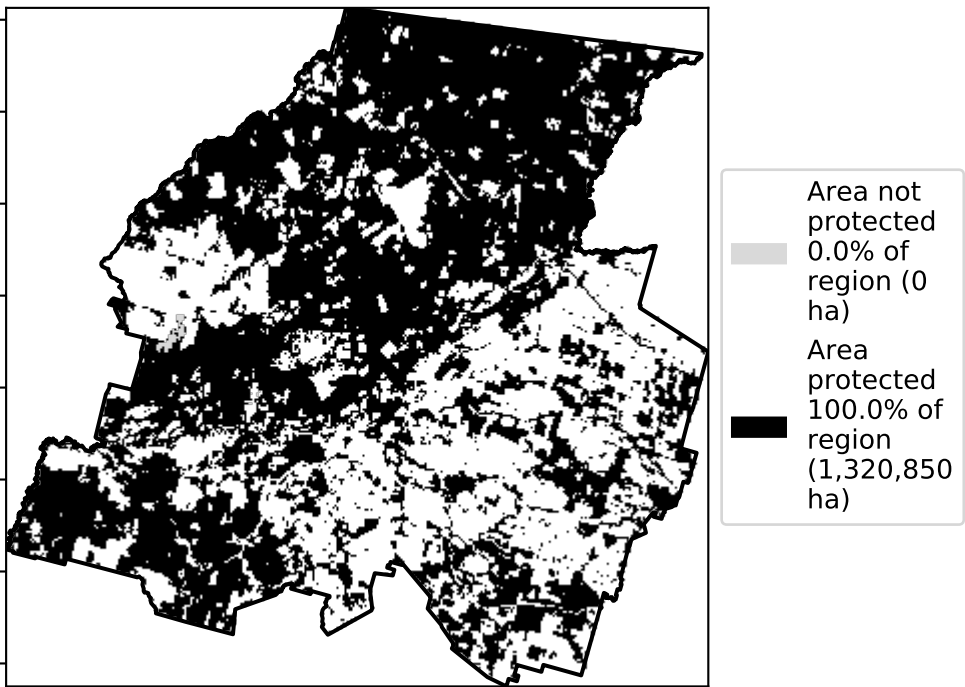 Area not
protected
0.0% of
region (0
ha)
Area
protected
100.0% of
region
(1,320,850
ha)